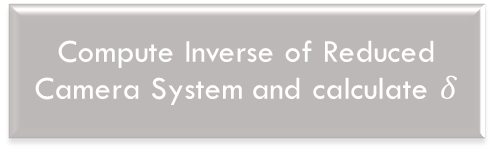 Compute Inverse of Reduced
Camera System and calculate δ